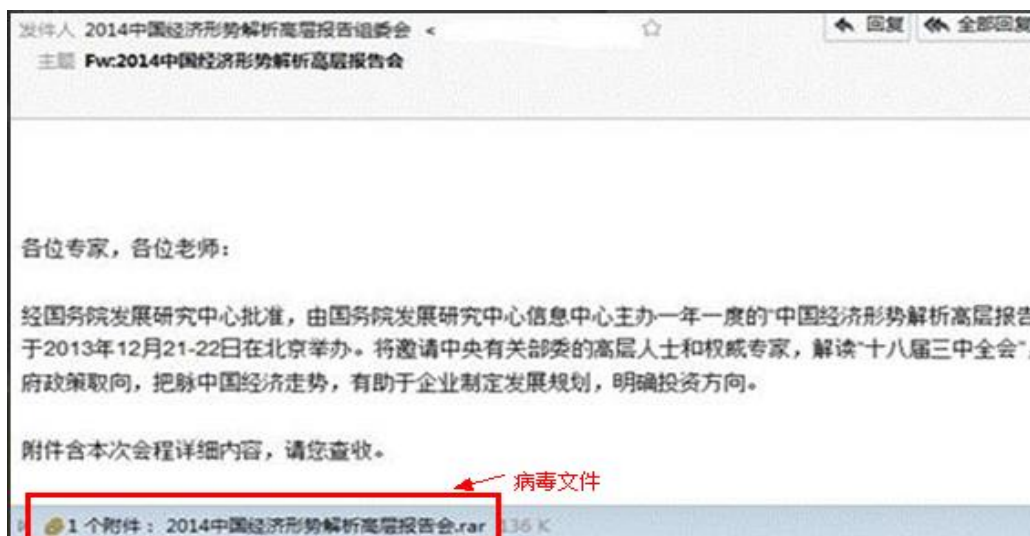 发件人 2014中国经济形势解析高层报告组委会 <
回复 全部回复
主题 Fw:2014中国经济形势解析高层报告会
各位专家，各位老师：
经国务院发展研究中心批准，由国务院发展研究中心信息中心主办一年一度的“中国经济形势解析高层报告
于2013年12月21-22日在北京举办。将邀请中央有关部委的高层人士和权威专家，解读“十八届三中全会”，
府政策取向，把脉中国经济走势，有助于企业制定发展规划，明确投资方向。
附件含本次会程详细内容，请您查收。
病毒文件
1 个附件： 2014中国经济形势解析高层报告会.rar 136 K